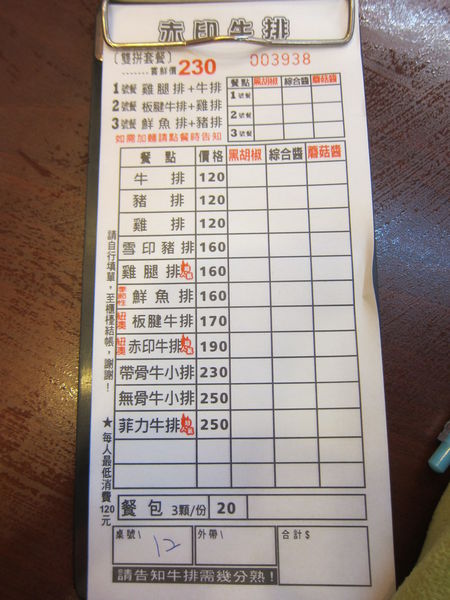 赤印牛排
〔雙拼套餐〕
嘗鮮價 230
003938
1號餐 雞腿排+牛排
2號餐 板腱牛+雞排
3號餐 鮮魚排+豬排
如需加麵請點餐時告知
餐點 黑胡椒 綜合醬 蘑菇醬
1號餐
2號餐
3號餐
餐點 價格 黑胡椒 綜合醬 蘑菇醬
牛排 120
豬排 120
雞排 120
雪印豬排 160
雞腿排 160
季節性 鮮魚排 160
紐澳 板腱牛排 170
紐澳 赤印牛排 190
帶骨牛小排 230
無骨牛小排 250
菲力牛排 250
餐包 3顆/份 20
桌號\ 12
外帶\
合計$
請告知牛排需幾分熟!
請自行填單,至櫃檯結帳,謝謝!
★每人最低消費120元